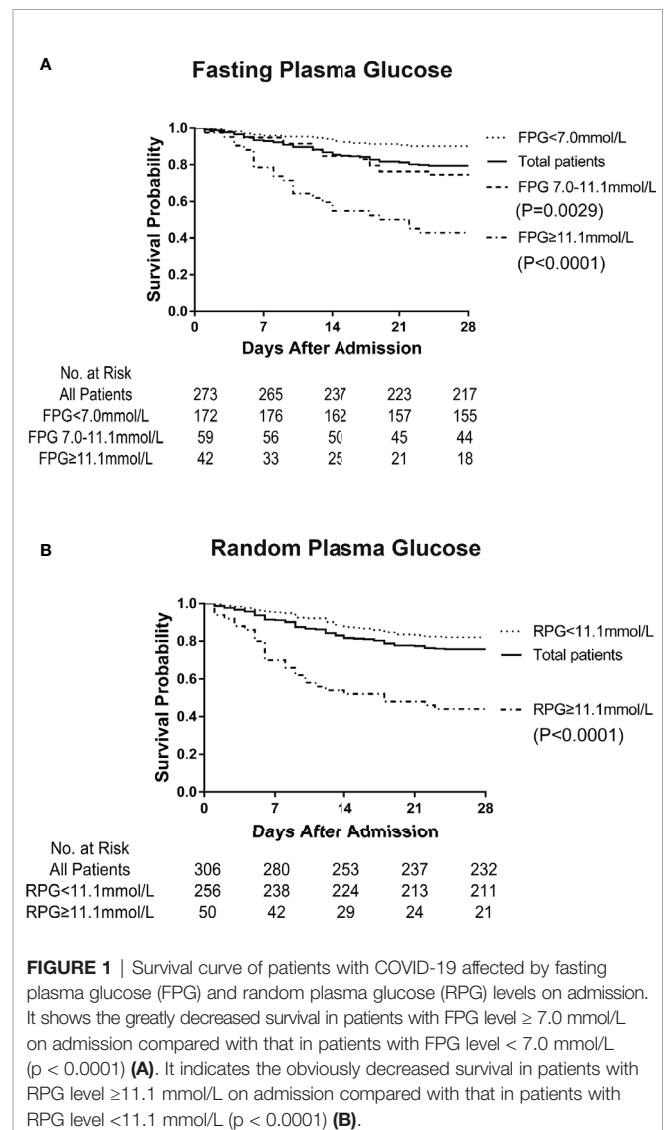 A
Fasting Plasma Glucose
1.0
0.8
0.6
0.4
0.2
0.0
Survival Probability
0 7 14 21 28
Days After Admission
FPG<7.0mmol/L
Total patients
FPG 7.0-11.1mmol/L
(P=0.0029)
FPG≥11.1mmol/L
(P<0.0001)
No. at Risk
All Patients 273 265 237 223 217
FPG<7.0mmol/L 172 176 162 157 155
FPG 7.0-11.1mmol/L 59 56 50 45 44
FPG≥11.1mmol/L 42 33 25 21 18
B
Random Plasma Glucose
1.0
0.8
0.6
0.4
0.2
0.0
Survival Probability
0 7 14 21 28
Days After Admission
RPG<11.1mmol/L
Total patients
RPG≥11.1mmol/L
(P<0.0001)
No. at Risk
All Patients 306 280 253 237 232
RPG<11.1mmol/L 256 238 224 213 211
RPG≥11.1mmol/L 50 42 29 24 21
FIGURE 1 | Survival curve of patients with COVID-19 affected by fasting
plasma glucose (FPG) and random plasma glucose (RPG) levels on admission.
It shows the greatly decreased survival in patients with FPG level ≥ 7.0 mmol/L
on admission compared with that in patients with FPG level < 7.0 mmol/L
(p < 0.0001) (A). It indicates the obviously decreased survival in patients with
RPG level ≥11.1 mmol/L on admission compared with that in patients with
RPG level <11.1 mmol/L (p < 0.0001) (B).